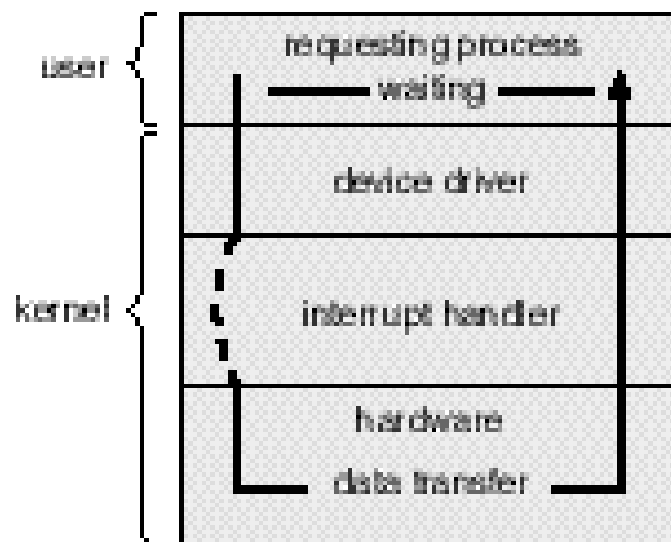 user
requesting process
waiting
device driver
kernel
interrupt handler
hardware
data transfer